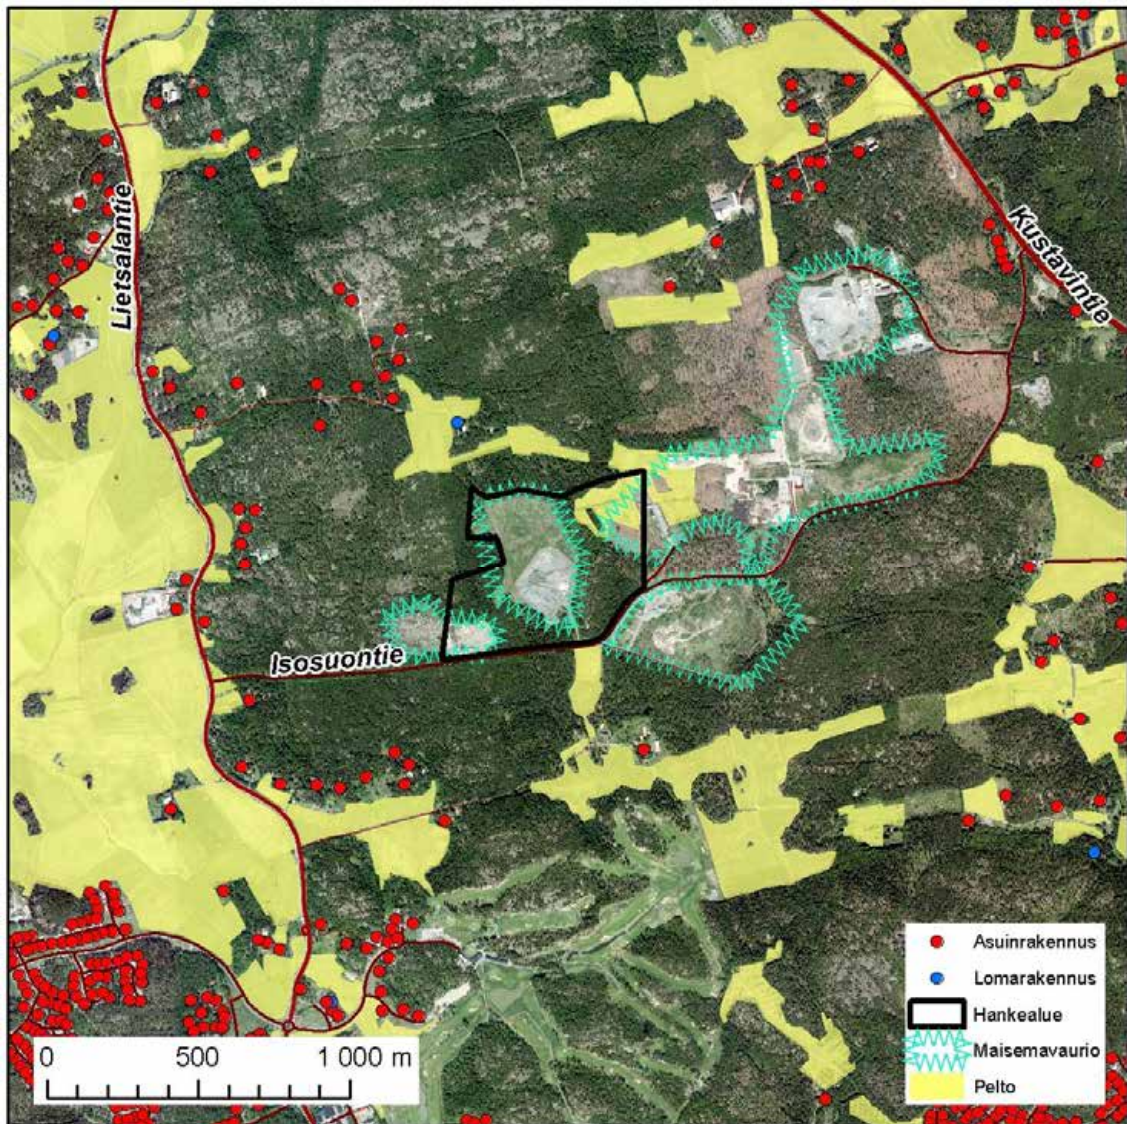 Kustavintie
Lietsalantie
Isosuontie
Asuinrakennus
Lomarakennus
Hankealue
Maisemavaurio
Pelto
0 500 1 000 m